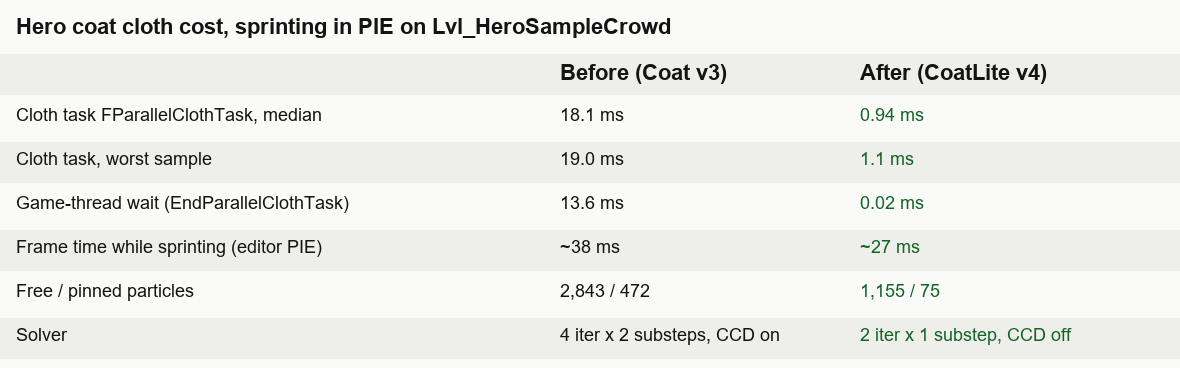 Hero coat cloth cost, sprinting in PIE on Lvl_HeroSampleCrowd
Before (Coat v3) After (CoatLite v4)
Cloth task FParallelClothTask, median 18.1 ms 0.94 ms
Cloth task, worst sample 19.0 ms 1.1 ms
Game-thread wait (EndParallelClothTask) 13.6 ms 0.02 ms
Frame time while sprinting (editor PIE) ~38 ms ~27 ms
Free / pinned particles 2,843 / 472 1,155 / 75
Solver 4 iter x 2 substeps, CCD on 2 iter x 1 substep, CCD off